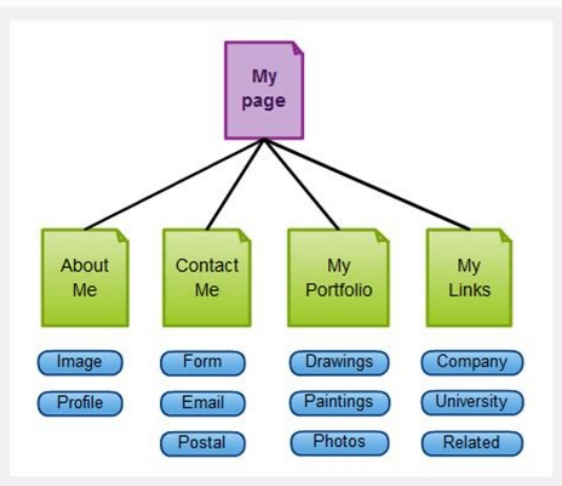 My
page
About
Me
Contact
Me
My
Portfolio
My
Links
Image
Form
Drawings
Company
Profile
Email
Paintings
University
Postal
Photos
Related